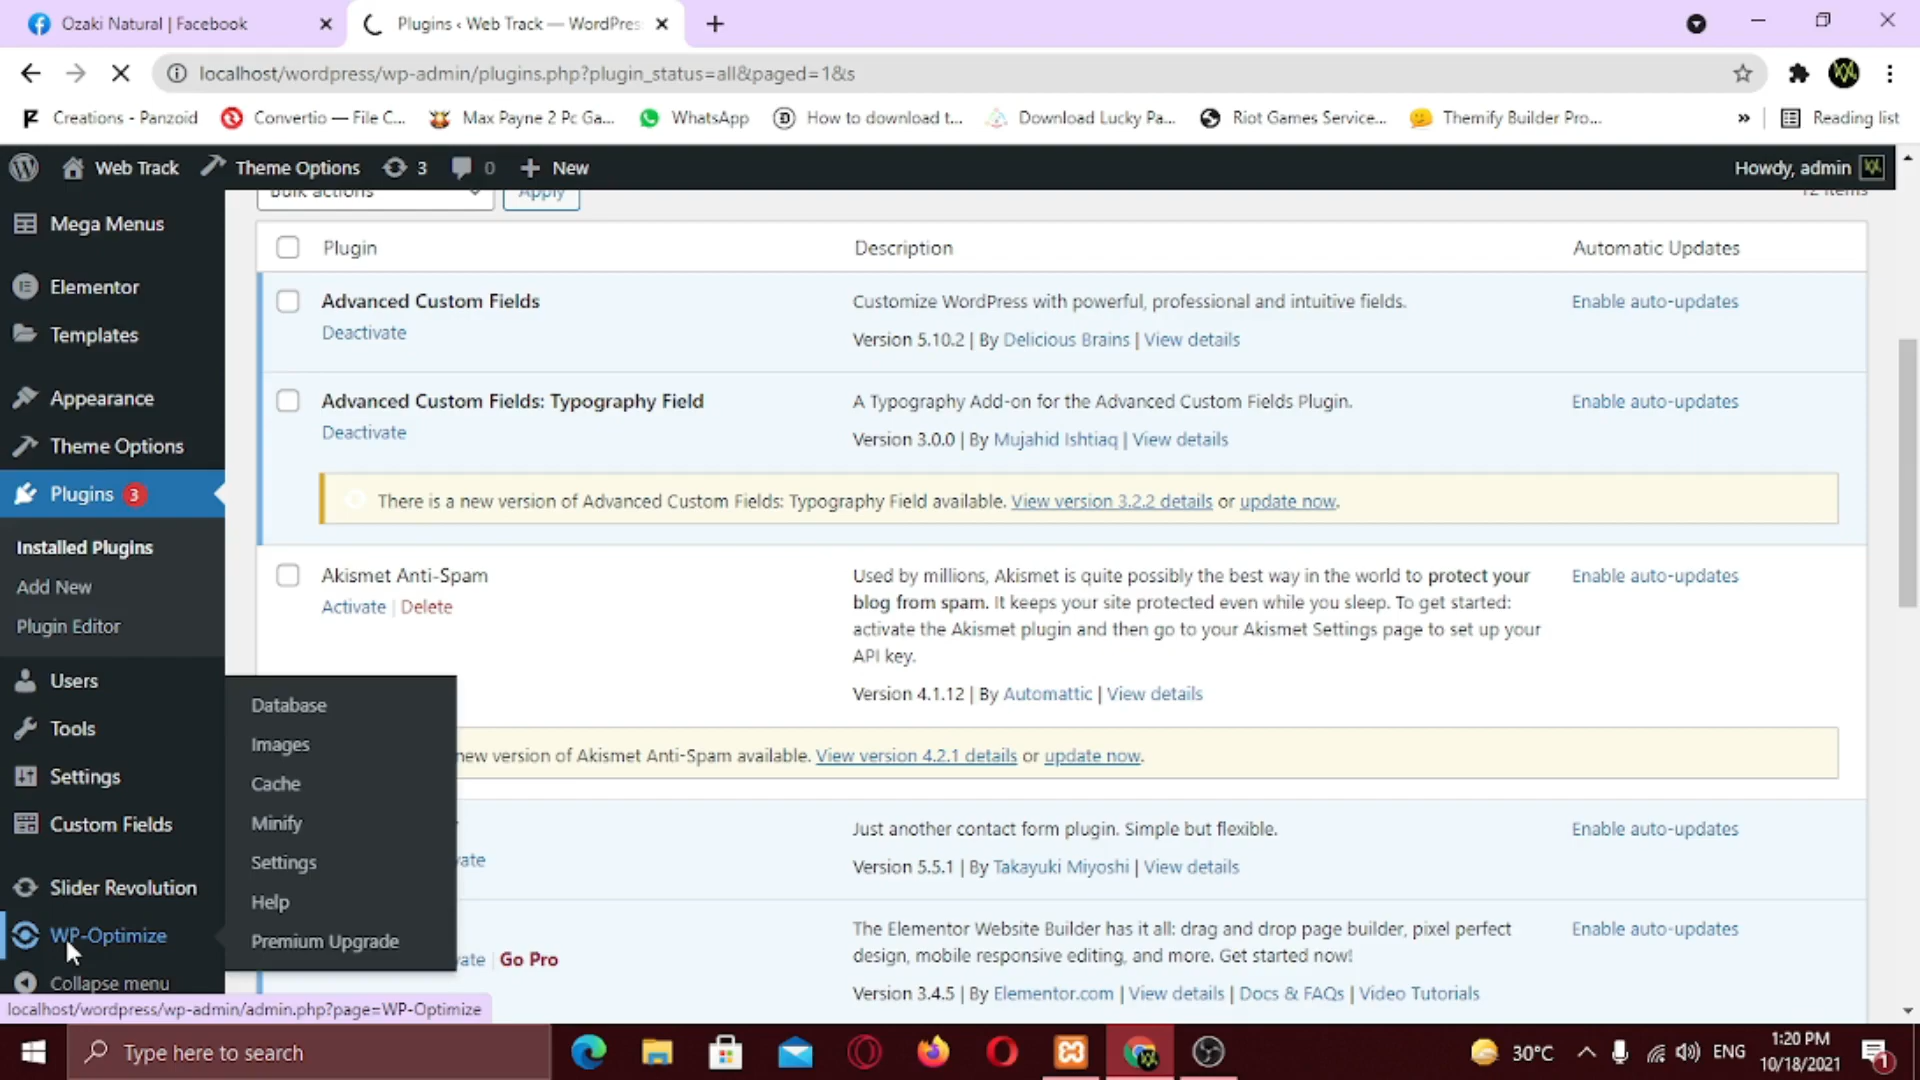 Ozaki Natural | Facebook
Plugins ‹ Web Track — WordPres
localhost/wordpress/wp-admin/plugins.php?plugin_status=all&paged=1&s
Creations - Panzoid
Convertio — File C...
Max Payne 2 Pc Ga...
WhatsApp
How to download t...
Download Lucky Pa...
Riot Games Service...
Themify Builder Pro...
»
Reading list
Web Track
Theme Options
3
0
New
Howdy, admin
Bulk actions
Apply
12 items
Mega Menus
Elementor
Templates
Appearance
Theme Options
Plugins 3
Installed Plugins
Add New
Plugin Editor
Users
Tools
Settings
Custom Fields
Slider Revolution
WP-Optimize
Collapse menu
Database
Images
Cache
Minify
Settings
Help
Premium Upgrade
Plugin
Description
Automatic Updates
Advanced Custom Fields
Deactivate
Customize WordPress with powerful, professional and intuitive fields.
Version 5.10.2 | By Delicious Brains | View details
Enable auto-updates
Advanced Custom Fields: Typography Field
Deactivate
A Typography Add-on for the Advanced Custom Fields Plugin.
Version 3.0.0 | By Mujahid Ishtiaq | View details
Enable auto-updates
There is a new version of Advanced Custom Fields: Typography Field available. View version 3.2.2 details or update now.
Akismet Anti-Spam
Activate | Delete
Used by millions, Akismet is quite possibly the best way in the world to protect your
blog from spam. It keeps your site protected even while you sleep. To get started:
activate the Akismet plugin and then go to your Akismet Settings page to set up your
API key.
Version 4.1.12 | By Automattic | View details
Enable auto-updates
new version of Akismet Anti-Spam available. View version 4.2.1 details or update now.
vate
Just another contact form plugin. Simple but flexible.
Version 5.5.1 | By Takayuki Miyoshi | View details
Enable auto-updates
vate | Go Pro
The Elementor Website Builder has it all: drag and drop page builder, pixel perfect
design, mobile responsive editing, and more. Get started now!
Version 3.4.5 | By Elementor.com | View details | Docs & FAQs | Video Tutorials
Enable auto-updates
localhost/wordpress/wp-admin/admin.php?page=WP-Optimize
Type here to search
30°C
ENG
1:20 PM
10/18/2021
1